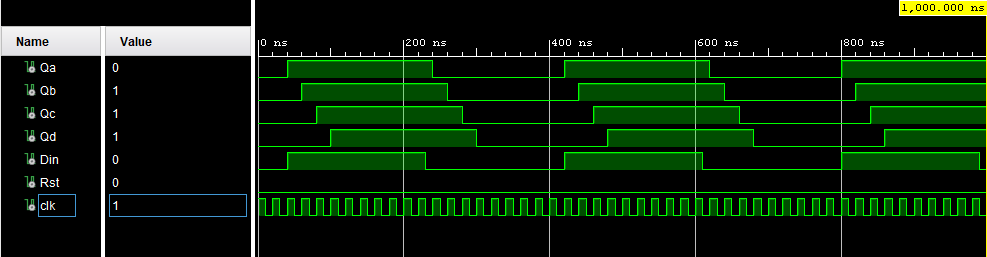 1,000.000 ns
Name Value 0 ns 200 ns 400 ns 600 ns 800 ns
Qa 0
Qb 1
Qc 1
Qd 1
Din 0
Rst 0
clk 1